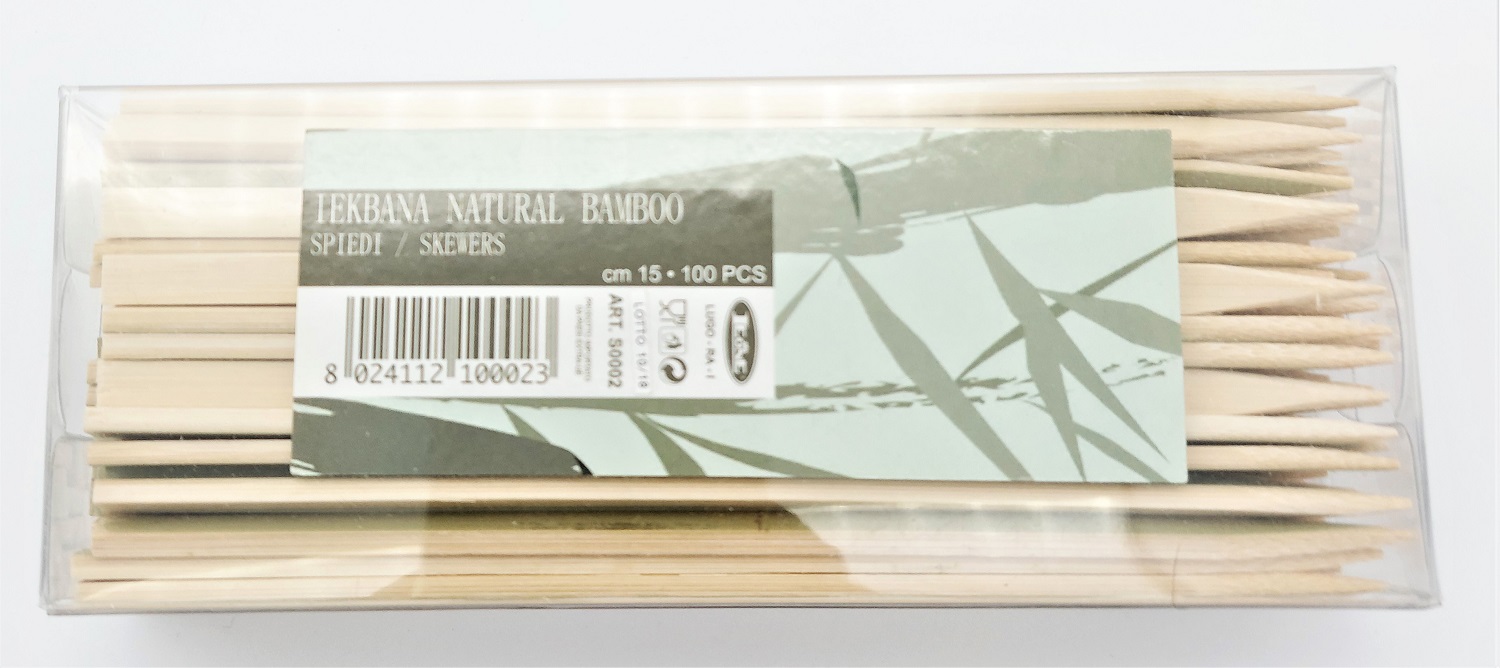 IEKBANA NATURAL BAMBOO
SPIEDI / SKEWERS
cm 15 • 100 PCS
8 024112 100023
ART. S0002
LOTTO 10/18
LUGO - RA - I